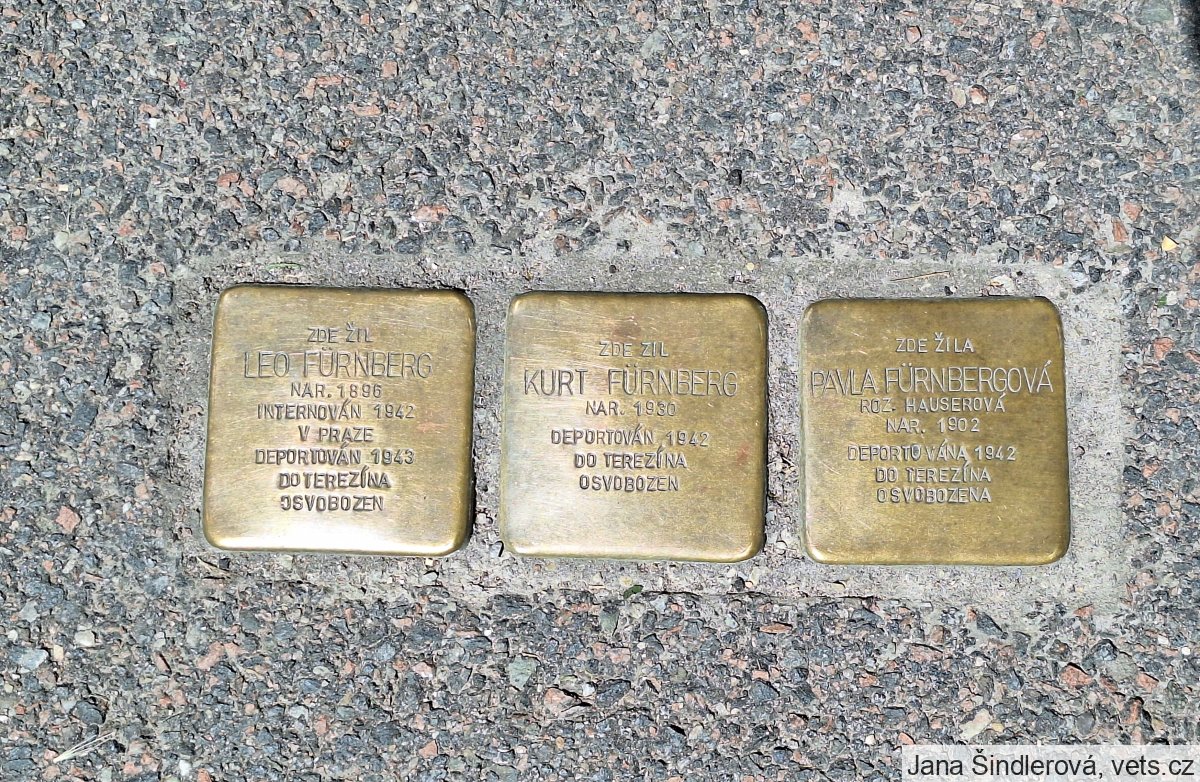 ZDE ŽIL
LEO FÜRNBERG
NAR. 1896
INTERNOVÁN 1942
V PRAZE
DEPORTOVÁN 1943
DO TEREZÍNA
OSVOBOZEN
ZDE ŽIL
KURT FÜRNBERG
NAR. 1930
DEPORTOVÁN 1942
DO TEREZÍNA
OSVOBOZEN
ZDE ŽILA
PAVLA FÜRNBERGOVÁ
ROZ. HAUSEROVÁ
NAR. 1902
DEPORTOVÁNA 1942
DO TEREZÍNA
OSVOBOZENA
Jana Šindlerová, vets.cz